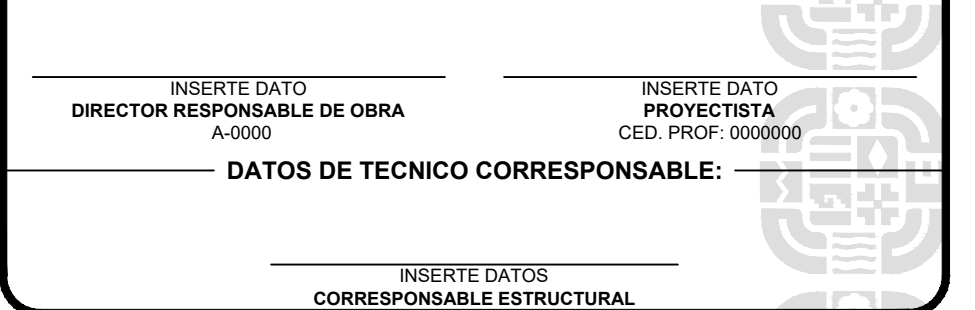 INSERTE DATO
DIRECTOR RESPONSABLE DE OBRA
A-0000
INSERTE DATO
PROYECTISTA
CED. PROF: 0000000
DATOS DE TECNICO CORRESPONSABLE:
INSERTE DATOS
CORRESPONSABLE ESTRUCTURAL